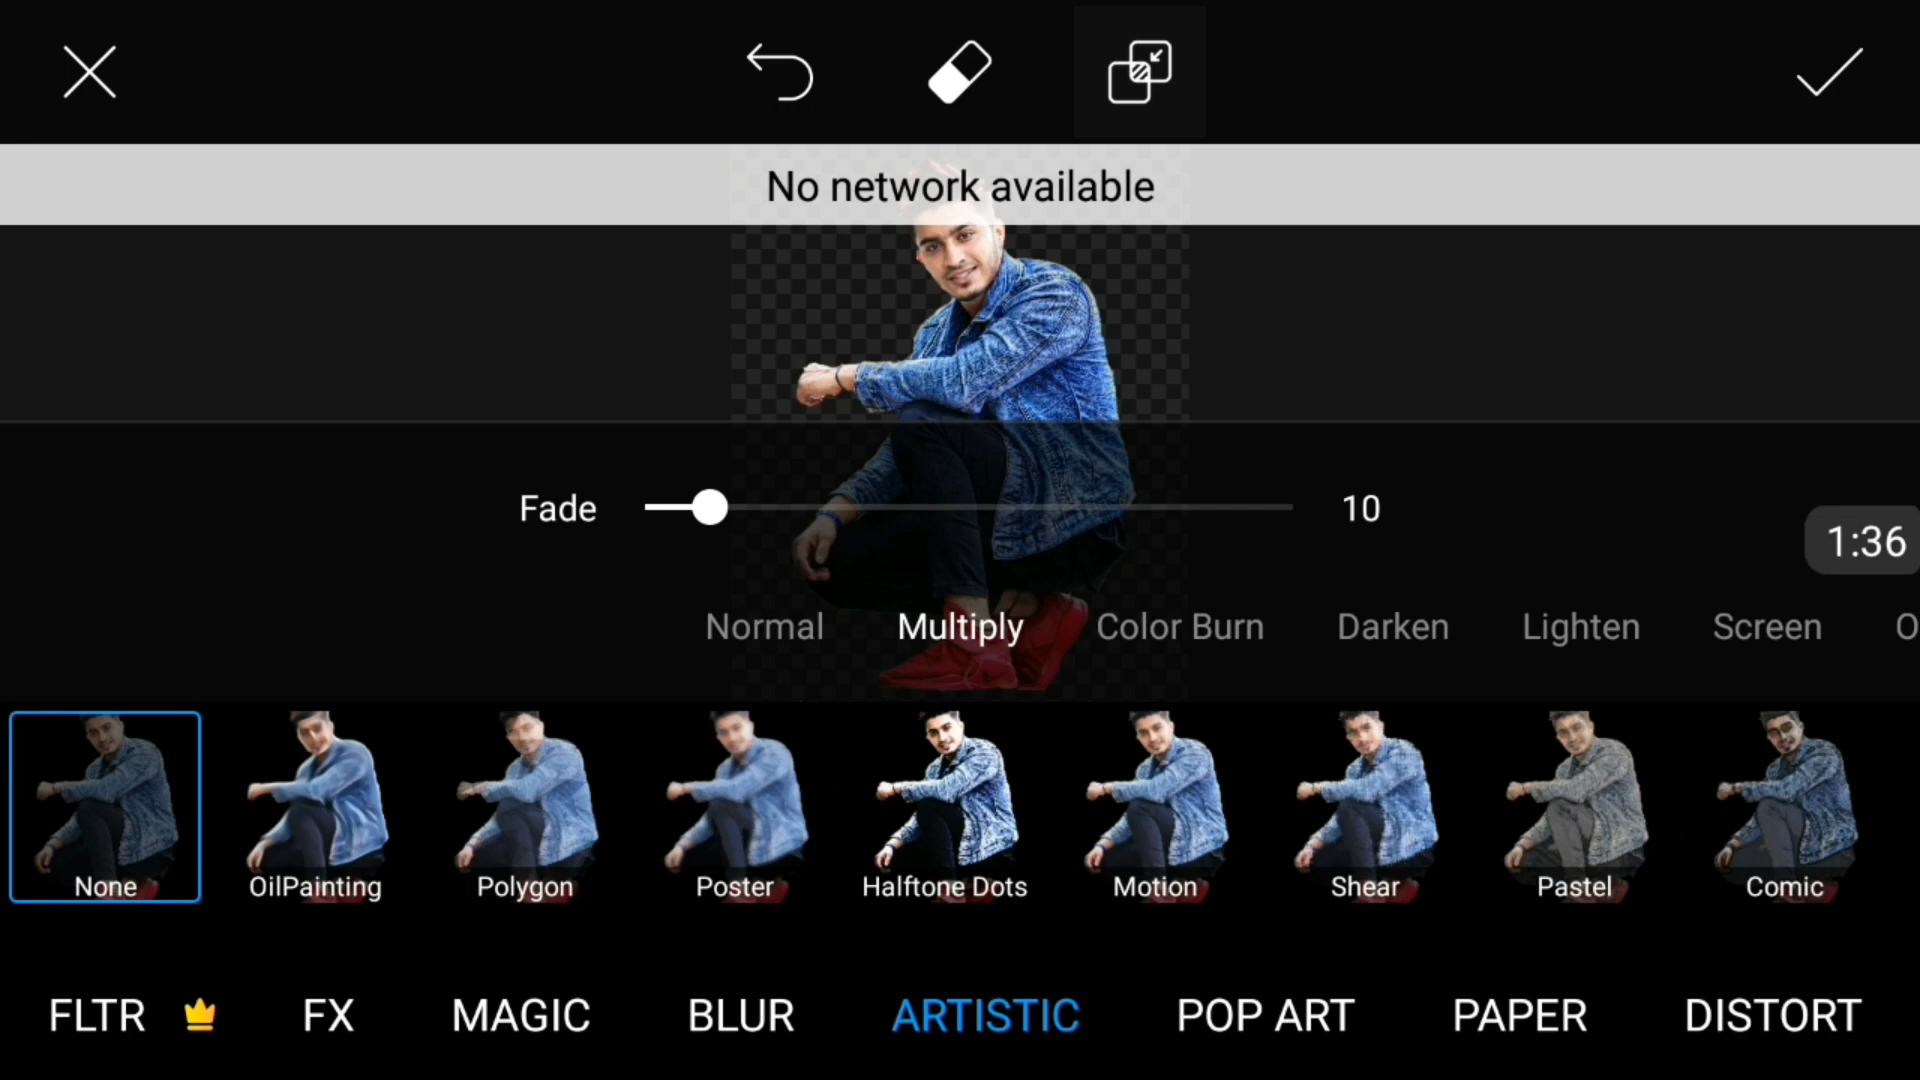 No network available
Fade 10
1:36
Normal Multiply Color Burn Darken Lighten Screen O
None OilPainting Polygon Poster Halftone Dots Motion Shear Pastel Comic
FLTR FX MAGIC BLUR ARTISTIC POP ART PAPER DISTORT